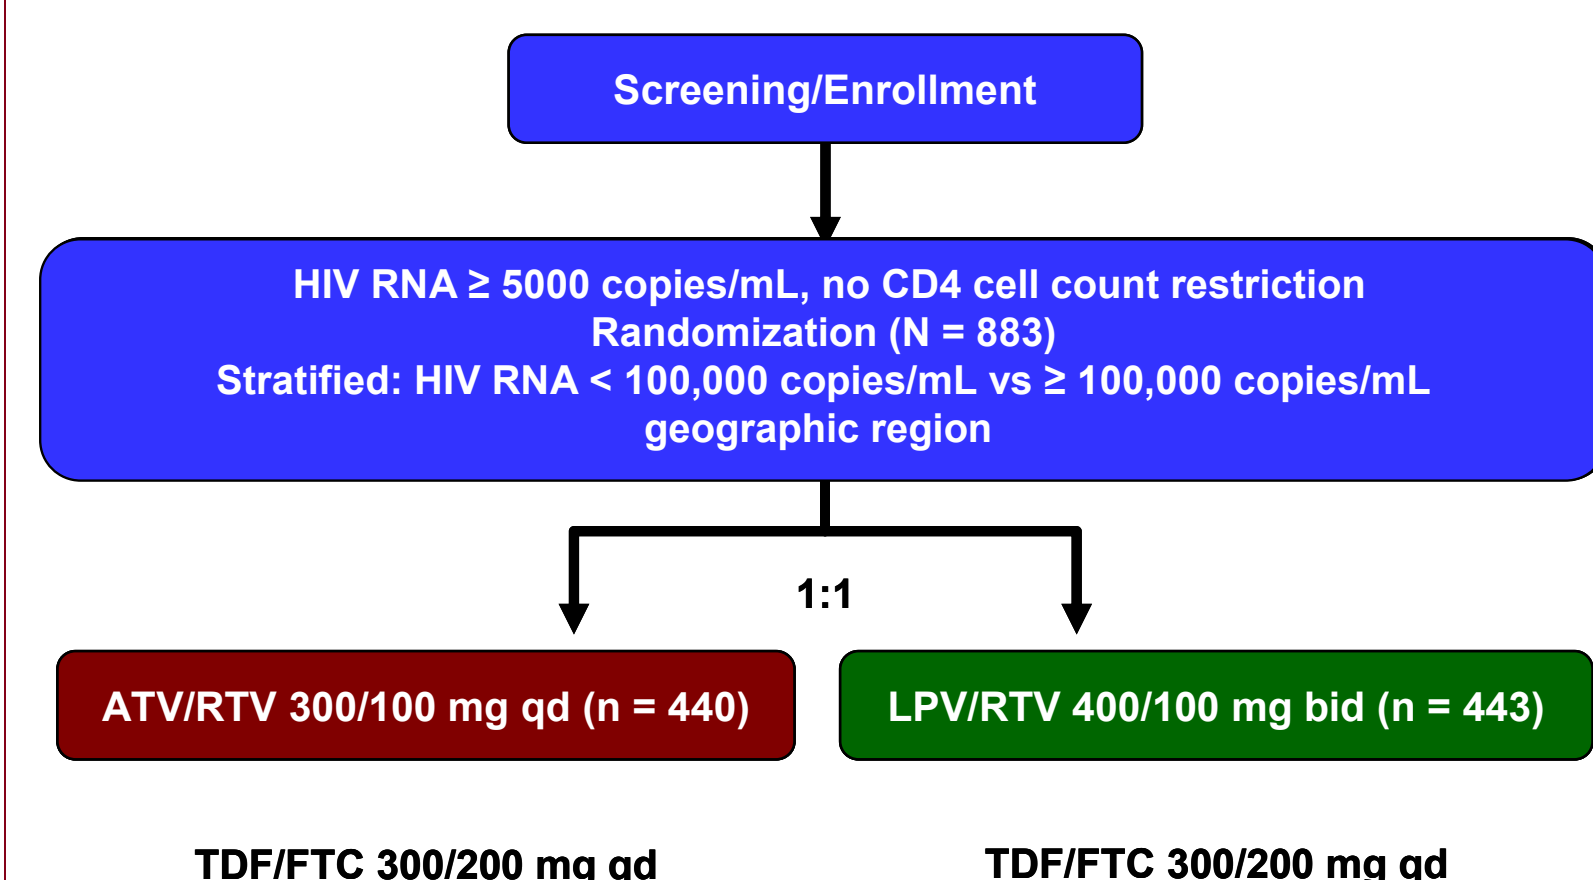 Screening/Enrollment
HIV RNA ≥ 5000 copies/mL, no CD4 cell count restriction
Randomization (N = 883)
Stratified: HIV RNA < 100,000 copies/mL vs ≥ 100,000 copies/mL
geographic region
1:1
ATV/RTV 300/100 mg qd (n = 440)
LPV/RTV 400/100 mg bid (n = 443)
TDF/FTC 300/200 mg qd
TDF/FTC 300/200 mg qd